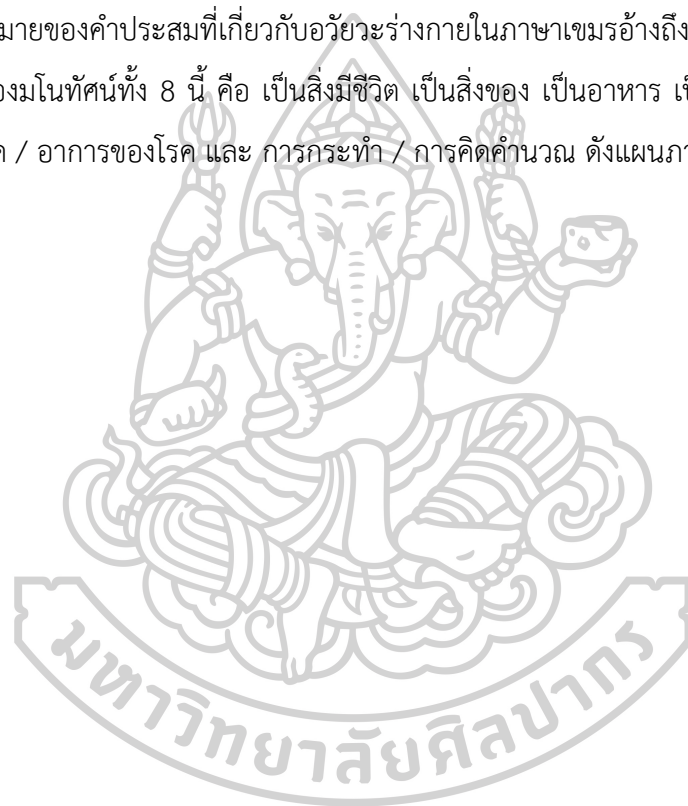 มายของคำประสมที่เกี่ยวกับอวัยวะร่างกายในภาษาเขมรอ้างถึง
องมโนทัศน์ทั้ง 8 นี้ คือ เป็นสิ่งมีชีวิต เป็นสิ่งของ เป็นอาหาร เป็
ค / อาการของโรค และ การกระทำ / การคิดคำนวณ ดังแผนภา
มหาวิทยาลัยศิลปากร